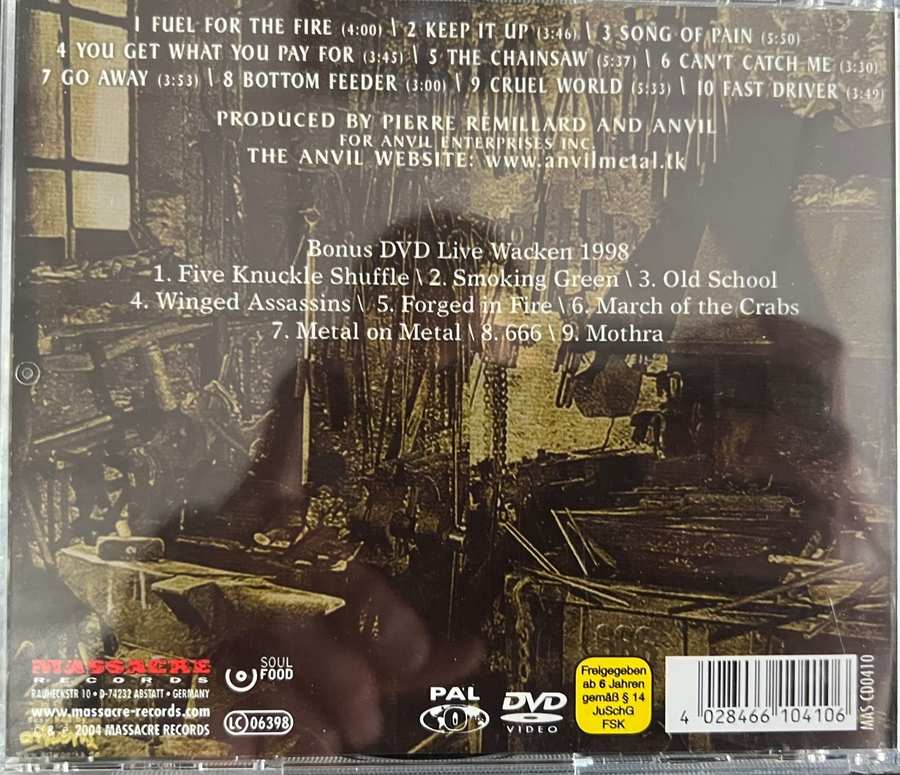 1 FUEL FOR THE FIRE (4:00) \ 2 KEEP IT UP (3:46) \ 3 SONG OF PAIN (5:50)
4 YOU GET WHAT YOU PAY FOR (3:45) \ 5 THE CHAINSAW (5:37) \ 6 CAN'T CATCH ME (3:30)
7 GO AWAY (3:53) \ 8 BOTTOM FEEDER (3:00) \ 9 CRUEL WORLD (5:33) \ 10 FAST DRIVER (3:49)
PRODUCED BY PIERRE REMILLARD AND ANVIL
FOR ANVIL ENTERPRISES INC.
THE ANVIL WEBSITE: www.anvilmetal.tk
Bonus DVD Live Wacken 1998
1. Five Knuckle Shuffle \ 2. Smoking Green \ 3. Old School
4. Winged Assassins \ 5. Forged in Fire \ 6. March of the Crabs
7. Metal on Metal \ 8. 666 \ 9. Mothra
MASSACRE
RECORDS
RAUHECKSTR 10 • D-74232 ABSTATT • GERMANY
www.massacre-records.com
© & ℗ 2004 MASSACRE RECORDS
SOUL
FOOD
LC 06398
PAL
DVD
VIDEO
Freigegeben
ab 6 Jahren
gemäß § 14
JuSchG
FSK
4 028466 104106
MAS CD0410